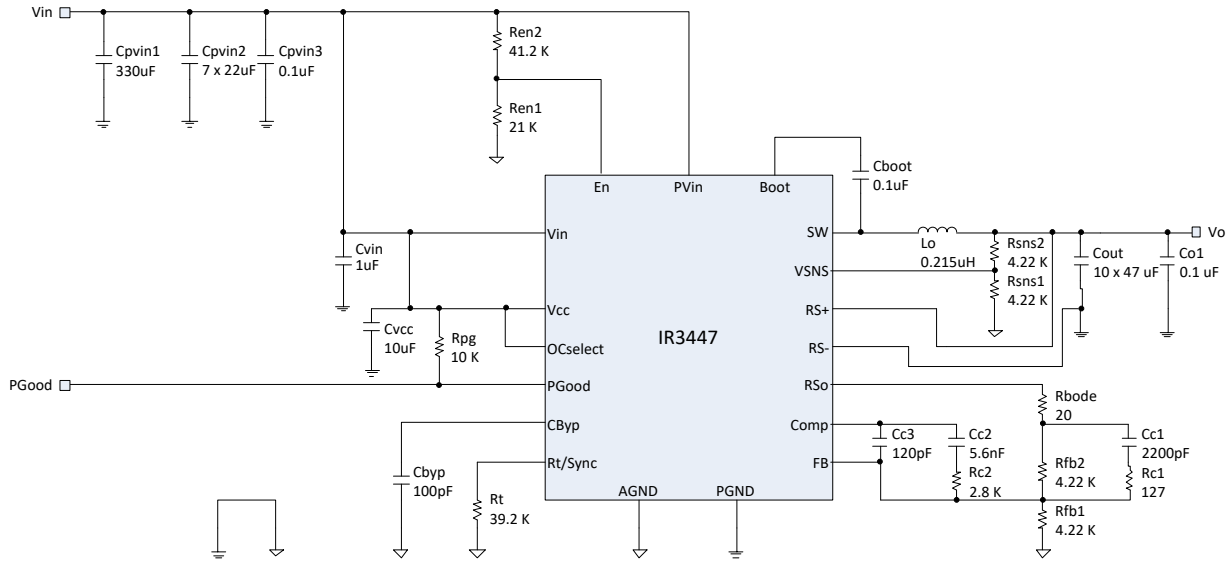 Vin
Cpvin1
330uF
Cpvin2
7 x 22uF
Cpvin3
0.1uF
Ren2
41.2 K
Ren1
21 K
Cboot
0.1uF
En
PVin
Boot
Vin
SW
Vo
Cvin
1uF
Lo
0.215uH
Rsns2
4.22 K
Rsns1
4.22 K
Cout
10 x 47 uF
Co1
0.1 uF
VSNS
Vcc
RS+
Cvcc
10uF
Rpg
10 K
OCselect
IR3447
RS-
PGood
PGood
RSo
Rbode
20
CByp
Comp
Cc3
120pF
Cc2
5.6nF
Cc1
2200pF
Rt/Sync
FB
Cbyp
100pF
Rt
39.2 K
Rc2
2.8 K
Rfb2
4.22 K
Rc1
127
AGND
PGND
Rfb1
4.22 K